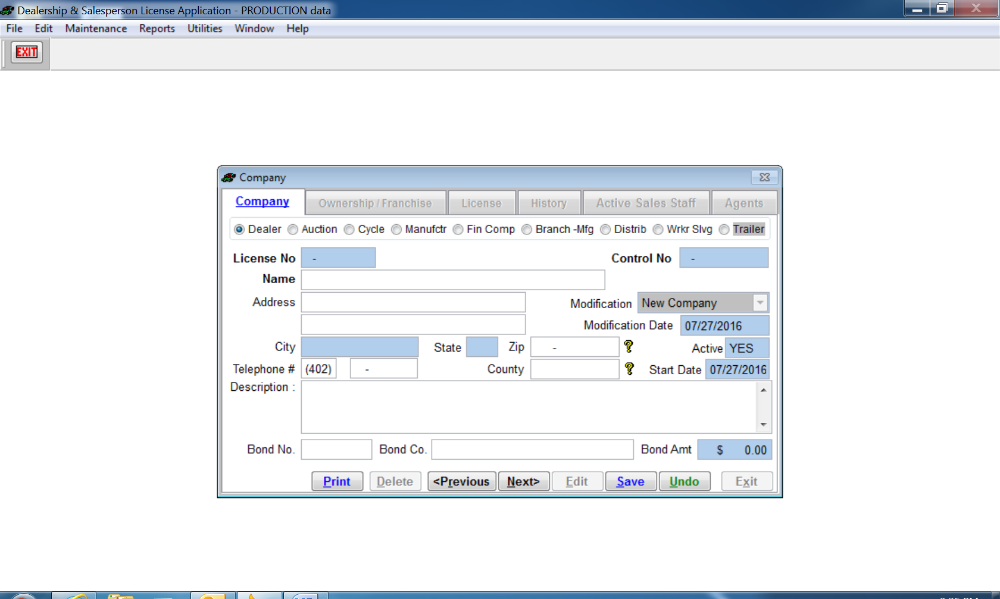 Dealership & Salesperson License Application - PRODUCTION data
File Edit Maintenance Reports Utilities Window Help
EXIT
Company
Company Ownership / Franchise License History Active Sales Staff Agents
Dealer Auction Cycle Manufctr Fin Comp Branch -Mfg Distrib Wrkr Slvg Trailer
License No - Control No -
Name
Address Modification New Company
Modification Date 07/27/2016
City State Zip - ? Active YES
Telephone # (402) - County ? Start Date 07/27/2016
Description :
Bond No. Bond Co. Bond Amt $ 0.00
Print Delete <Previous Next> Edit Save Undo Exit